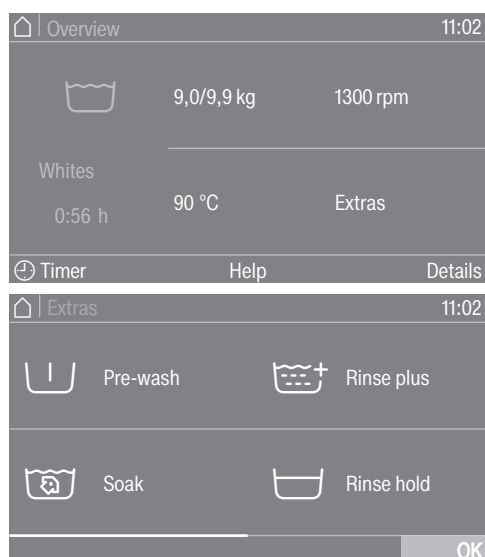 Overview 11:02
9,0/9,9 kg 1300 rpm
Whites
0:56 h
90 °C Extras
Timer Help Details
Extras 11:02
Pre-wash Rinse plus
Soak Rinse hold
OK